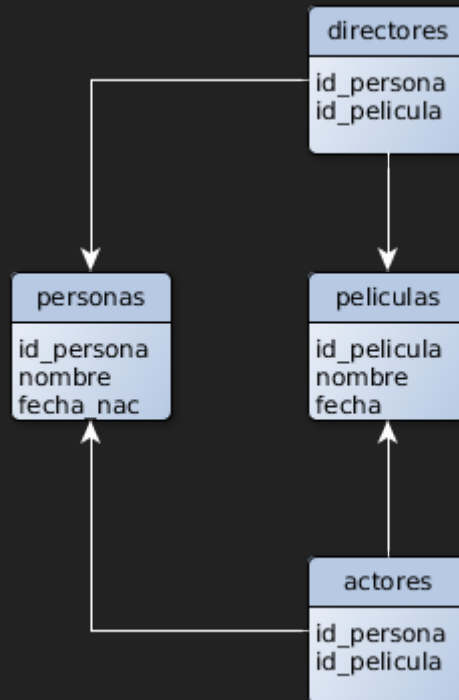 directores
id_persona
id_pelicula
personas
id_persona
nombre
fecha_nac
peliculas
id_pelicula
nombre
fecha
actores
id_persona
id_pelicula